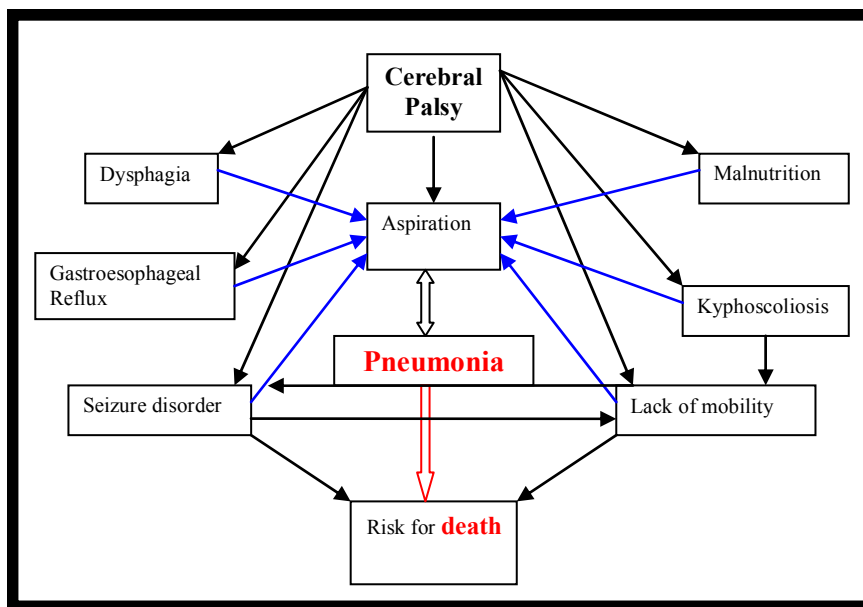 Cerebral
Palsy
Dysphagia
Malnutrition
Aspiration
Gastroesophageal
Reflux
Kyphoscoliosis
Pneumonia
Seizure disorder
Lack of mobility
Risk for death